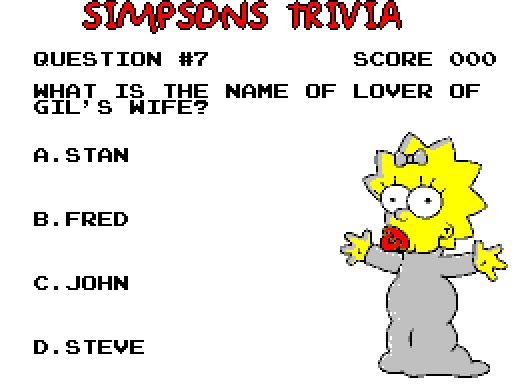 SIMPSONS TRIVIA
QUESTION #7 SCORE 000
WHAT IS THE NAME OF LOVER OF
GIL'S WIFE?
A.STAN
B.FRED
C.JOHN
D.STEVE